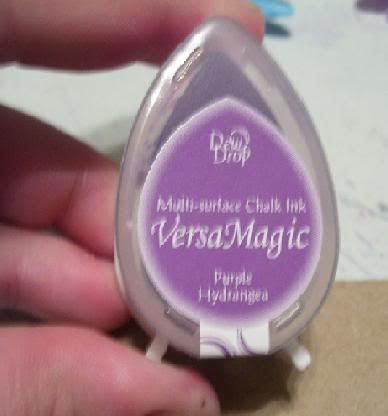 Dew
Drop
Multi-surface Chalk Ink
VersaMagic
Purple
Hydrangea